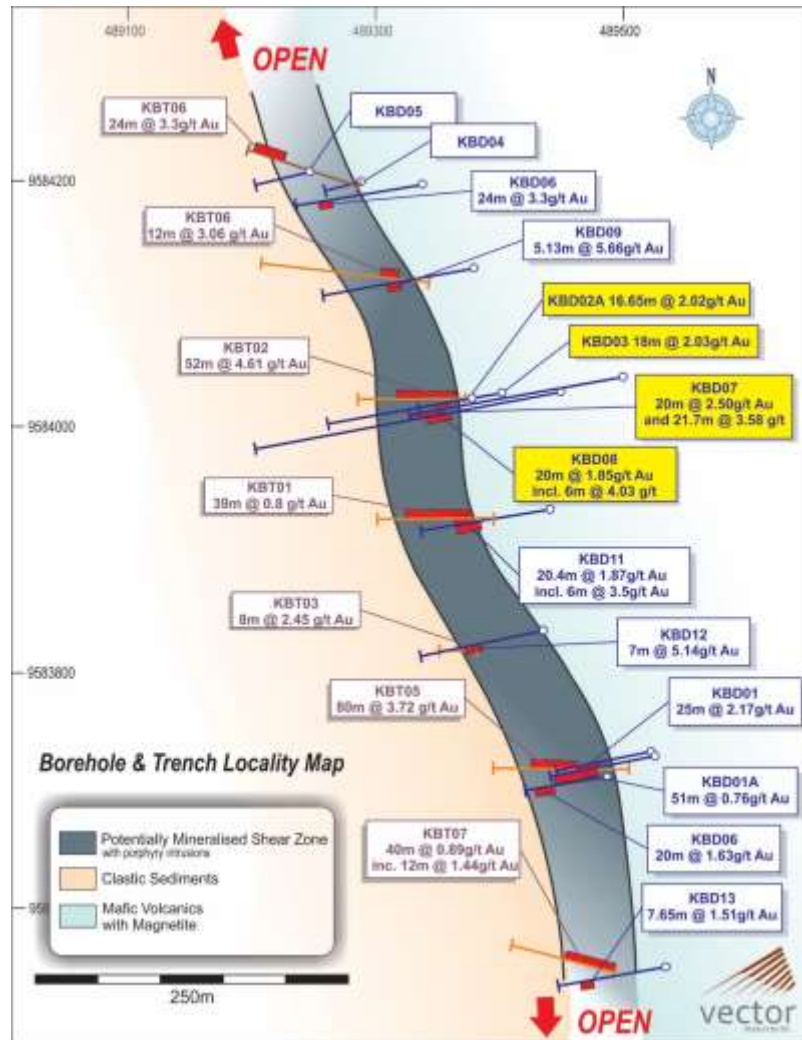 489100 489300 489500
OPEN
N
KBT06
24m @ 3.3g/t Au
KBD05
KBD04
9584200
KBD06
24m @ 3.3g/t Au
KBT06
12m @ 3.06 g/t Au
KBD09
5.13m @ 5.66g/t Au
KBD02A 16.65m @ 2.02g/t Au
KBD03 18m @ 2.03g/t Au
KBT02
52m @ 4.61 g/t Au
KBD07
20m @ 2.50g/t Au
and 21.7m @ 3.58 g/t
9584000
KBD08
20m @ 1.85g/t Au
incl. 6m @ 4.03 g/t
KBT01
@ 0.8 g/t Au
KBD11
20.4m @ 1.87g/t Au
incl. 6m @ 3.5g/t Au
KBT03
8m @ 2.45 g/t Au
KBD12
7m @ 5.14g/t Au
9583800
KBT05
80m @ 3.72 g/t Au
KBD01
25m @ 2.17g/t Au
Borehole & Trench Locality Map
KBD01A
51m @ 0.76g/t Au
Potentially Mineralised Shear Zone
with porphyry intrusions
Clastic Sediments
Mafic Volcanics
with Magnetite
KBT07
40m @ 0.89g/t Au
inc. 12m @ 1.44g/t Au
KBD06
20m @ 1.63g/t Au
KBD13
7.65m @ 1.51g/t Au
250m
OPEN
vector